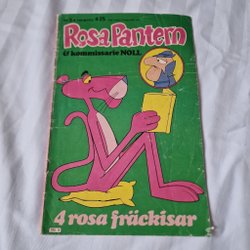 Rosa Pantern
& kommissarie NOLL
4 rosa fräckisar